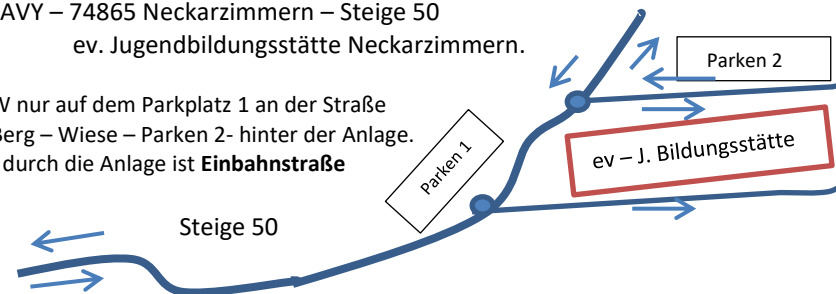 AVY – 74865 Neckarzimmern – Steige 50
ev. Jugendbildungsstätte Neckarzimmern.
nur auf dem Parkplatz 1 an der Straße
Berg – Wiese – Parken 2- hinter der Anlage.
durch die Anlage ist Einbahnstraße
Parken 2
ev – J. Bildungsstätte
Parken 1
Steige 50